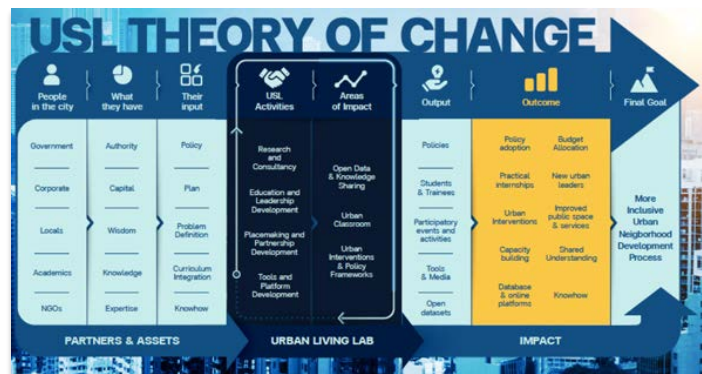 USL THEORY OF CHANGE
People
in the city
What
they have
Their
input
USL
Activities
Areas
of Impact
Output
Outcome
Final Goal
Government
Corporate
Locals
Academics
NGOs
Authority
Capital
Wisdom
Knowledge
Expertise
Policy
Plan
Problem
Definition
Curriculum
Integration
Knowhow
Research
and
Consultancy
Education and
Leadership
Development
Placemaking and
Partnership
Development
Tools and
Platform
Development
Open Data
& Knowledge
Sharing
Urban
Classroom
Urban
Interventions
& Policy
Frameworks
Policies
Students
& Trainees
Participatory
events and
activities
Tools
& Media
Open
datasets
Policy
adoption
Practical
internships
Urban
Interventions
Capacity
building
Database
& online
platforms
Budget
Allocation
New urban
leaders
Improved
public space
& services
Shared
Understanding
Knowhow
More
Inclusive
Urban
Neigborhood
Development
Process
PARTNERS & ASSETS
URBAN LIVING LAB
IMPACT